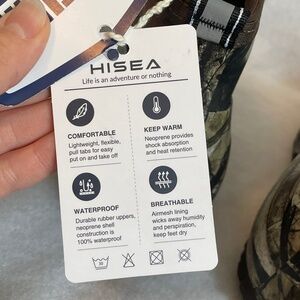 HISEA
Life is an adventure or nothing
COMFORTABLE
Lightweight, flexible,
pull tabs for easy
put on and take off
KEEP WARM
Neoprene provides
shock absorption
and heat retention
WATERPROOF
Durable rubber uppers,
neoprene shell
construction is
100% waterproof
BREATHABLE
Airmesh lining
wicks away humidity
and perspiration,
keep feet dry
30